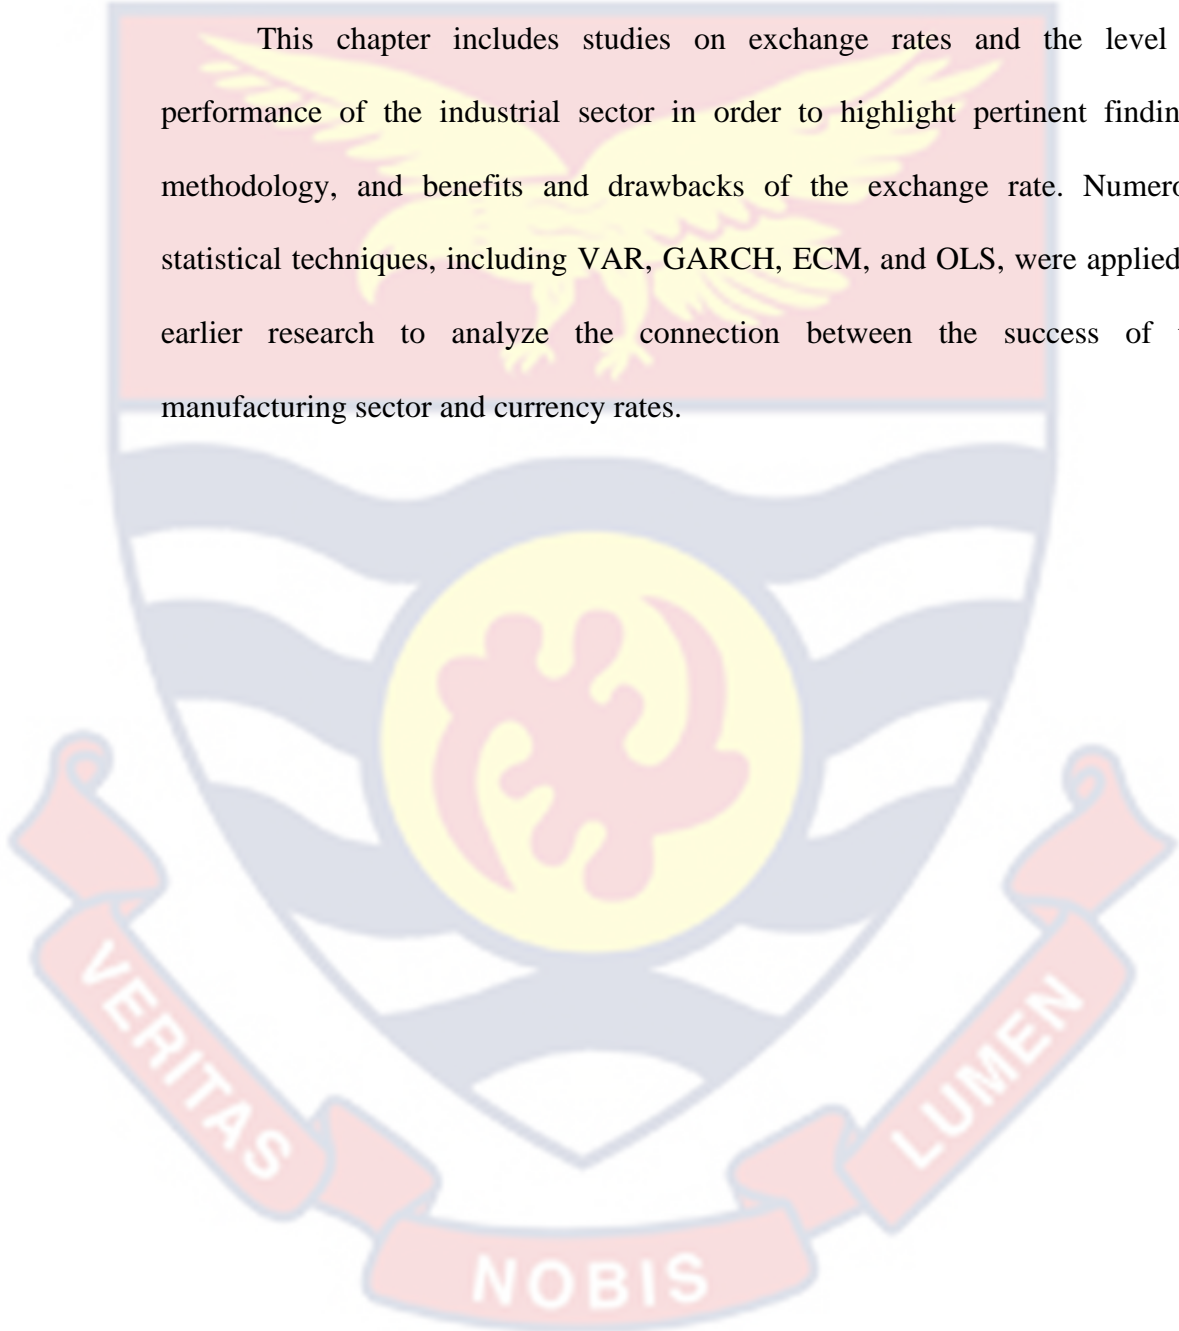 This chapter includes studies on exchange rates and the level
performance of the industrial sector in order to highlight pertinent
methodology, and benefits and drawbacks of the exchange rate.
statistical techniques, including VAR, GARCH, ECM, and OLS, were applied
earlier research to analyze the connection between the success of
manufacturing sector and currency rates.
VERITAS
NOBIS
LUMEN